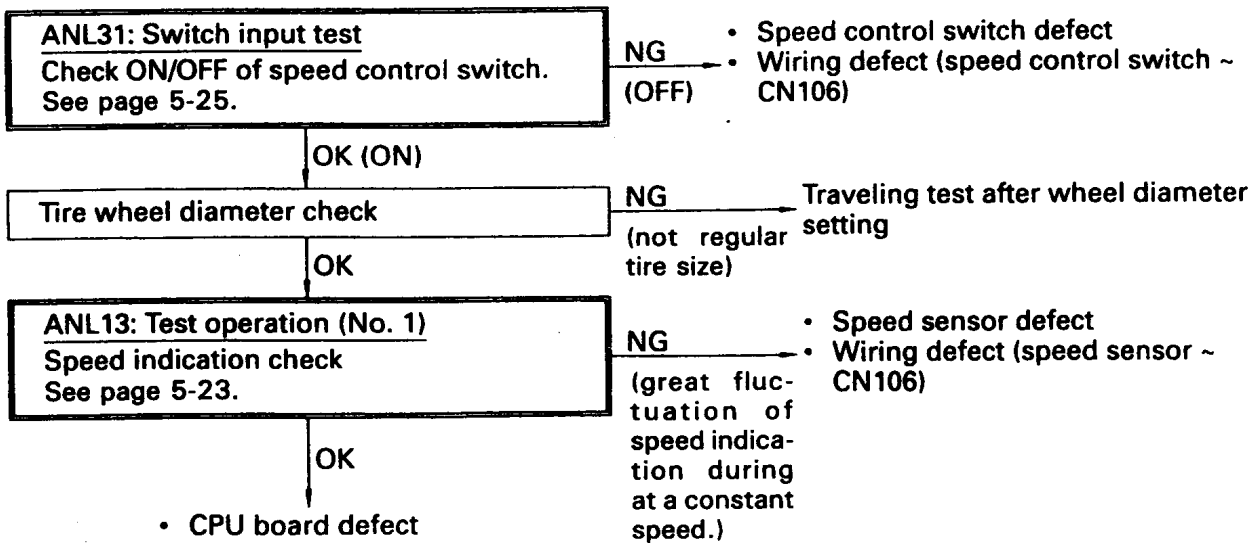 ANL31: Switch input test
Check ON/OFF of speed control switch.
See page 5-25.
NG
(OFF)
• Speed control switch defect
• Wiring defect (speed control switch ~
CN106)
OK (ON)
Tire wheel diameter check
NG
(not regular
tire size)
Traveling test after wheel diameter
setting
OK
ANL13: Test operation (No. 1)
Speed indication check
See page 5-23.
NG
(great fluc-
tuation of
speed indica-
tion during
at a constant
speed.)
• Speed sensor defect
• Wiring defect (speed sensor ~
CN106)
OK
• CPU board defect